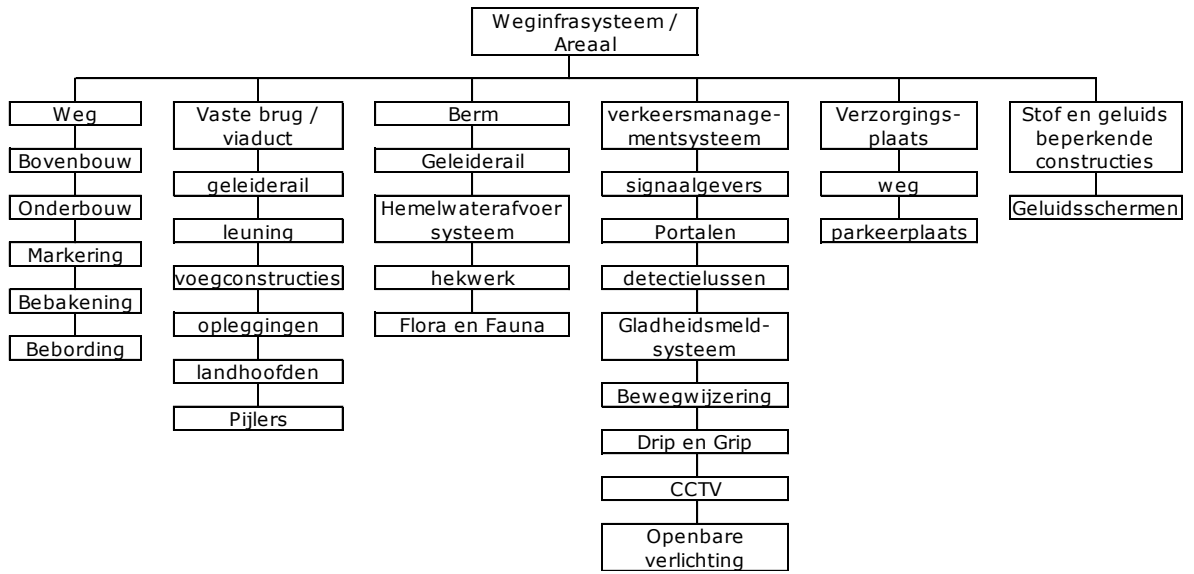 Weginfrasysteem /
Areaal
Weg
Bovenbouw
Onderbouw
Markering
Bebakening
Bebording
Vaste brug /
viaduct
geleiderail
leuning
voegconstructies
opleggingen
landhoofden
Pijlers
Berm
Geleiderail
Hemelwaterafvoer
systeem
hekwerk
Flora en Fauna
verkeersmanage-
mentsysteem
signaalgevers
Portalen
detectielussen
Gladheidsmeld-
systeem
Bewegwijzering
Drip en Grip
CCTV
Openbare
verlichting
Verzorgings-
plaats
weg
parkeerplaats
Stof en geluids
beperkende
constructies
Geluidsschermen